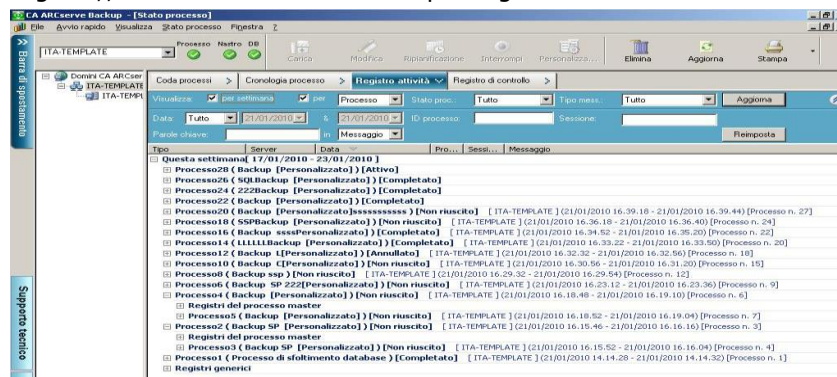 CA ARCserve Backup - [Stato processo]
File Avvio rapido Visualizza Stato processo Finestra ?
Barra di spostamento
ITA-TEMPLATE
Processo Nastro DB
Carica Modifica Ripianificazione Interrompi Personalizza... Elimina Aggiorna Stampa
Domini CA ARCser
ITA-TEMPLATE
ITA-TEMPL
Coda processi > Cronologia processo > Registro attività Registro di controllo >
Visualizza: per settimana per Processo Stato proc.: Tutto Tipo mess.: Tutto Aggiorna
Data: Tutto 21/01/2010 & 21/01/2010 ID processo: Sessione:
Parole chiave: in Messaggio Reimposta
Tipo Server Data Pro... Sessi... Messaggio
Questa settimana[ 17/01/2010 - 23/01/2010 ]
Processo28 ( Backup [Personalizzato] ) [Attivo]
Processo26 ( SQLBackup [Personalizzato] ) [Completato]
Processo24 ( 222Backup [Personalizzato] ) [Completato]
Processo22 ( Backup [Personalizzato] ) [Completato]
Processo20 ( Backup [Personalizzato]sssssssssss ) [Non riuscito] [ ITA-TEMPLATE ] (21/01/2010 16.39.18 - 21/01/2010 16.39.44) [Processo n. 27]
Processo18 ( SSPBackup [Personalizzato] ) [Non riuscito] [ ITA-TEMPLATE ] (21/01/2010 16.36.18 - 21/01/2010 16.36.40) [Processo n. 24]
Processo16 ( Backup ssssPersonalizzato] ) [Completato] [ ITA-TEMPLATE ] (21/01/2010 16.34.52 - 21/01/2010 16.35.20) [Processo n. 22]
Processo14 ( LLLLLLBackup [Personalizzato] ) [Completato] [ ITA-TEMPLATE ] (21/01/2010 16.33.22 - 21/01/2010 16.33.50) [Processo n. 20]
Processo12 ( Backup L[Personalizzato] ) [Annullato] [ ITA-TEMPLATE ] (21/01/2010 16.32.32 - 21/01/2010 16.32.56) [Processo n. 18]
Processo10 ( Backup C[Personalizzato] ) [Non riuscito] [ ITA-TEMPLATE ] (21/01/2010 16.30.56 - 21/01/2010 16.31.20) [Processo n. 15]
Processo8 ( Backup ssp ) [Non riuscito] [ ITA-TEMPLATE ] (21/01/2010 16.29.32 - 21/01/2010 16.29.54) [Processo n. 12]
Processo6 ( Backup SP 222[Personalizzato] ) [Non riuscito] [ ITA-TEMPLATE ] (21/01/2010 16.23.12 - 21/01/2010 16.23.36) [Processo n. 9]
Processo4 ( Backup [Personalizzato] ) [Non riuscito] [ ITA-TEMPLATE ] (21/01/2010 16.18.48 - 21/01/2010 16.19.10) [Processo n. 6]
Registri del processo master
Processo5 ( Backup [Personalizzato] ) [Non riuscito] [ ITA-TEMPLATE ] (21/01/2010 16.18.52 - 21/01/2010 16.19.04) [Processo n. 7]
Processo2 ( Backup SP [Personalizzato] ) [Non riuscito] [ ITA-TEMPLATE ] (21/01/2010 16.15.46 - 21/01/2010 16.16.16) [Processo n. 3]
Registri del processo master
Processo3 ( Backup SP [Personalizzato] ) [Non riuscito] [ ITA-TEMPLATE ] (21/01/2010 16.15.52 - 21/01/2010 16.16.04) [Processo n. 4]
Processo1 ( Processo di sfoltimento database ) [Completato] [ ITA-TEMPLATE ] (21/01/2010 14.14.28 - 21/01/2010 14.14.32) [Processo n. 1]
Registri generici
Supporto tecnico